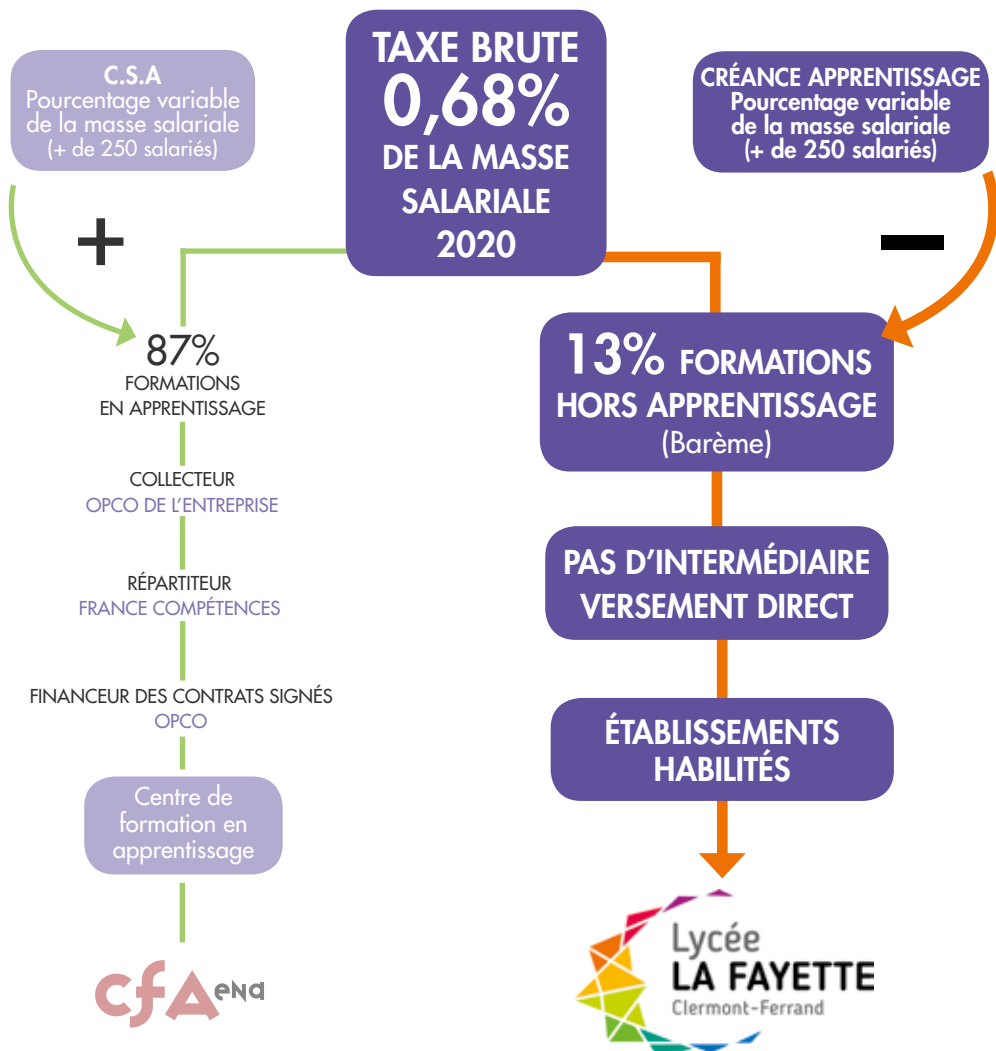 C.S.A
Pourcentage variable
de la masse salariale
(+ de 250 salariés)
TAXE BRUTE
0,68%
DE LA MASSE
SALARIALE
2020
CRÉANCE APPRENTISSAGE
Pourcentage variable
de la masse salariale
(+ de 250 salariés)
+
—
87%
FORMATIONS
EN APPRENTISSAGE
COLLECTEUR
OPCO DE L'ENTREPRISE
RÉPARTITEUR
FRANCE COMPÉTENCES
FINANCEUR DES CONTRATS SIGNÉS
OPCO
Centre de
formation en
apprentissage
cfA eNa
13% FORMATIONS
HORS APPRENTISSAGE
(Barème)
PAS D'INTERMÉDIAIRE
VERSEMENT DIRECT
ÉTABLISSEMENTS
HABILITÉS
Lycée
LA FAYETTE
Clermont-Ferrand